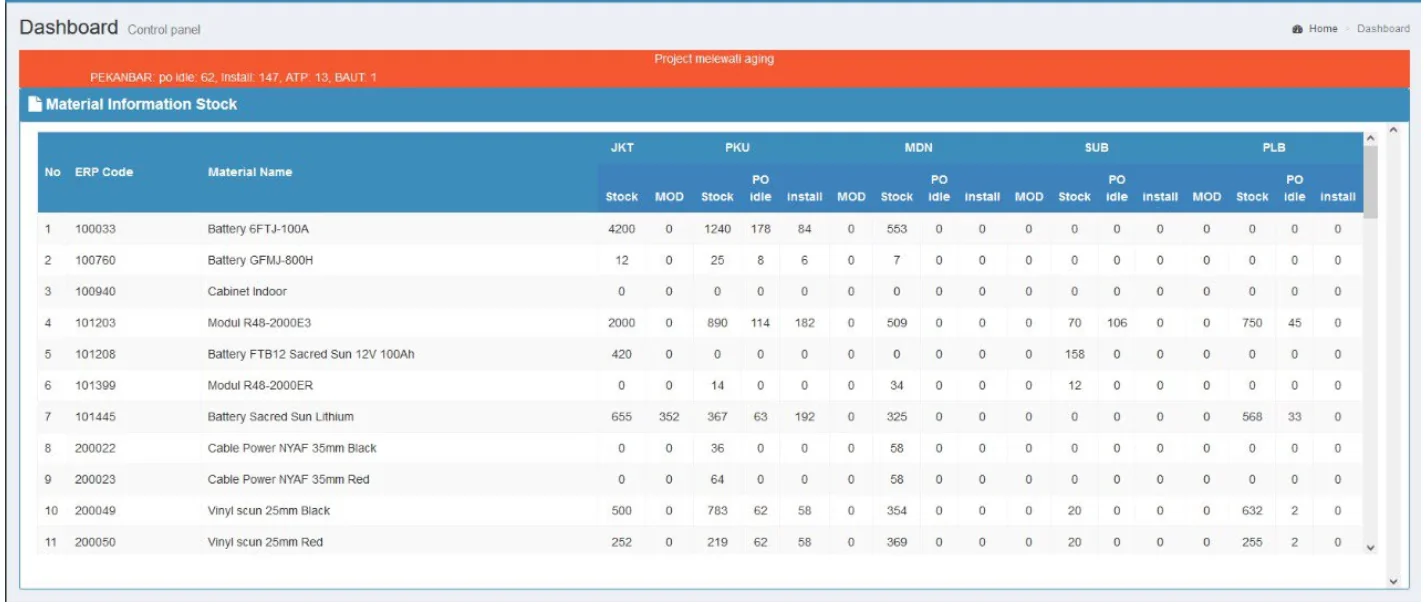 Dashboard Control panel
Home > Dashboard
Project melewati aging
PEKANBAR: po idle: 62, Install: 147, ATP: 13, BAUT: 1
Material Information Stock
No ERP Code Material Name JKT PKU MDN SUB PLB
Stock MOD Stock PO idle install MOD Stock PO idle install MOD Stock PO idle install MOD Stock PO idle install
1 100033 Battery 6FTJ-100A 4200 0 1240 178 84 0 553 0 0 0 0 0 0 0 0 0 0
2 100760 Battery GFMJ-800H 12 0 25 8 6 0 7 0 0 0 0 0 0 0 0 0 0
3 100940 Cabinet Indoor 0 0 0 0 0 0 0 0 0 0 0 0 0 0 0 0 0
4 101203 Modul R48-2000E3 2000 0 890 114 182 0 509 0 0 0 70 106 0 0 750 45 0
5 101208 Battery FTB12 Sacred Sun 12V 100Ah 420 0 0 0 0 0 0 0 0 0 158 0 0 0 0 0 0
6 101399 Modul R48-2000ER 0 0 14 0 0 0 34 0 0 0 12 0 0 0 0 0 0
7 101445 Battery Sacred Sun Lithium 655 352 367 63 192 0 325 0 0 0 0 0 0 0 568 33 0
8 200022 Cable Power NYAF 35mm Black 0 0 36 0 0 0 58 0 0 0 0 0 0 0 0 0 0
9 200023 Cable Power NYAF 35mm Red 0 0 64 0 0 0 58 0 0 0 0 0 0 0 0 0 0
10 200049 Vinyl scun 25mm Black 500 0 783 62 58 0 354 0 0 0 20 0 0 0 632 2 0
11 200050 Vinyl scun 25mm Red 252 0 219 62 58 0 369 0 0 0 20 0 0 0 255 2 0